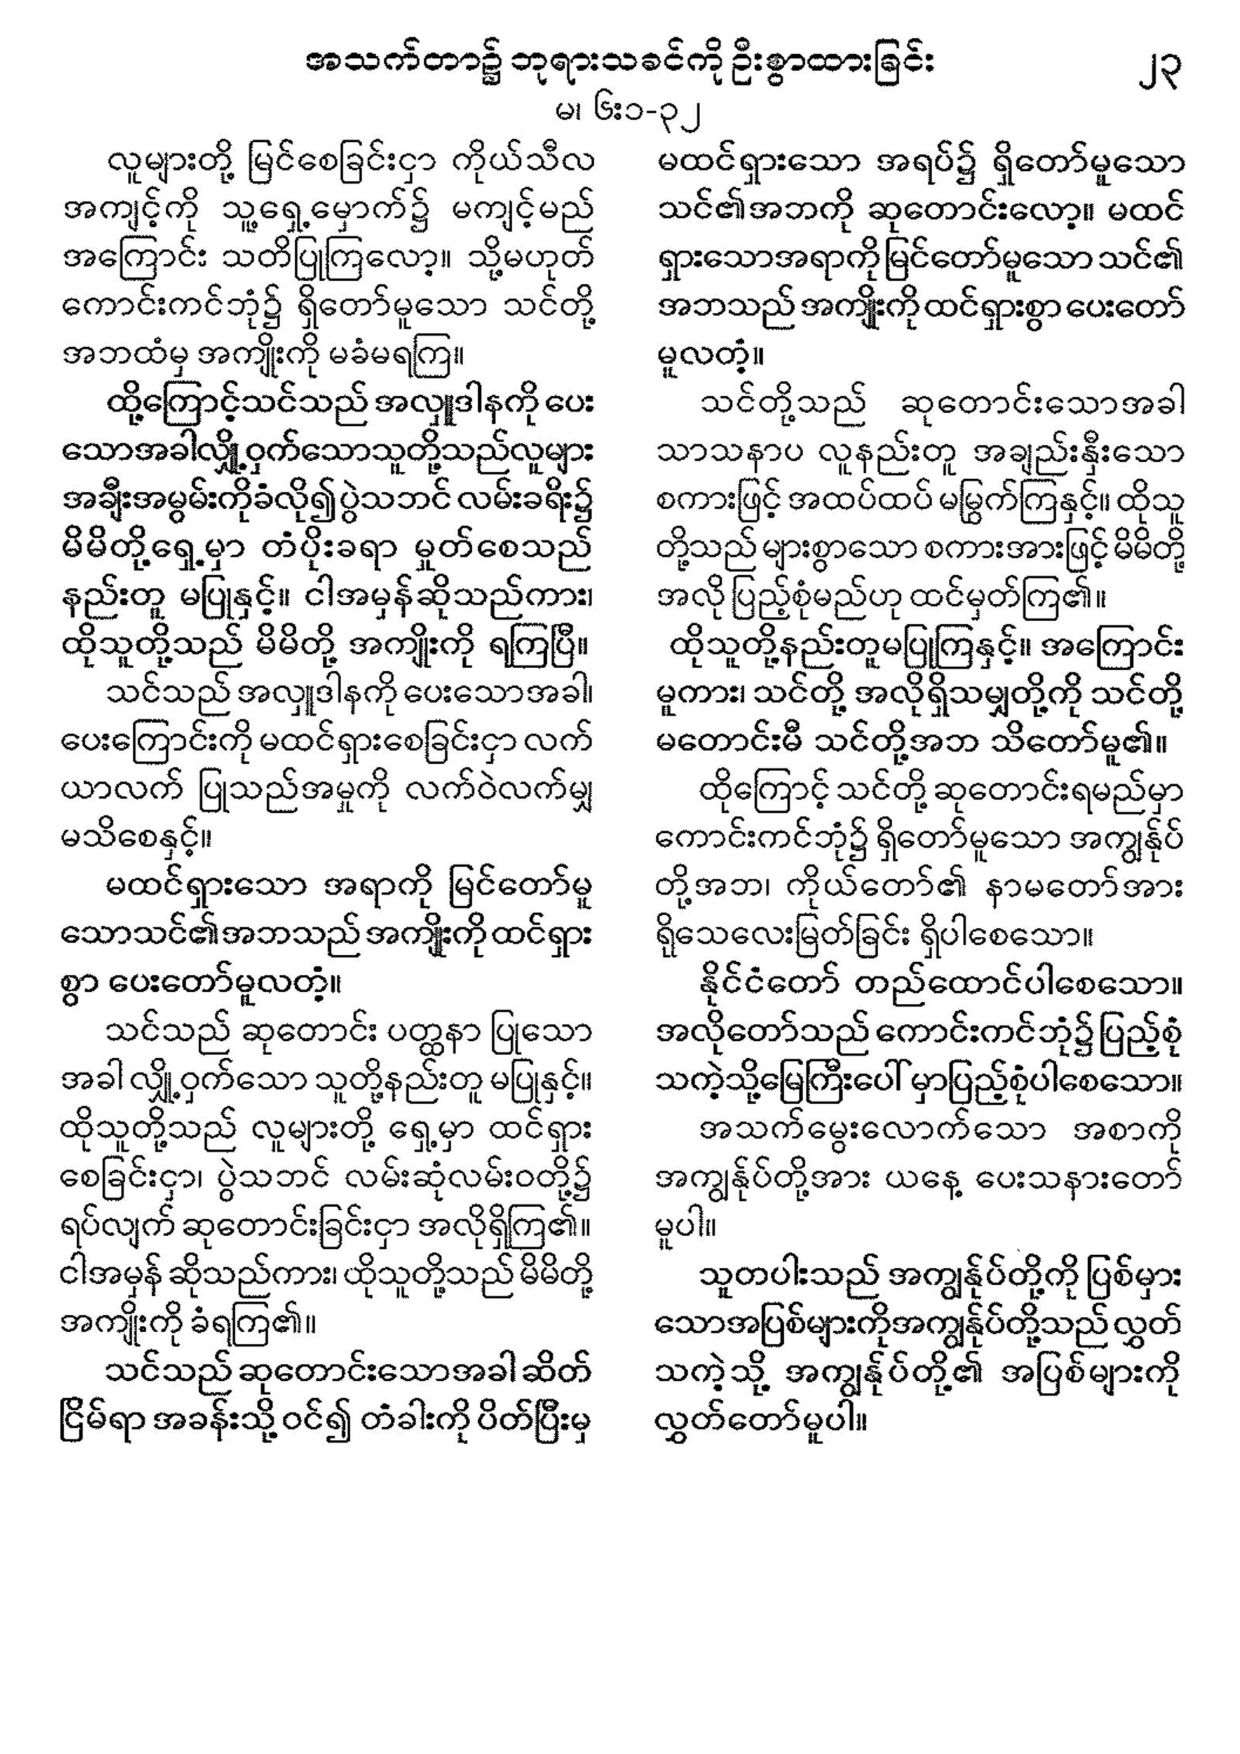 အသက်တာ၌ ဘုရားသခင်ကို ဦးစွာထားခြင်း
၂၃
မ၊ ၆း၁-၃၂
လူများတို့ မြင်စေခြင်းငှာ ကိုယ်သီလ
အကျင့်ကို သူ့ရှေ့မှောက်၌ မကျင့်မည်
အကြောင်း သတိပြုကြလော့။ သို့မဟုတ်
ကောင်းကင်ဘုံ၌ ရှိတော်မူသော သင်တို့
အဘထံမှ အကျိုးကို မခံမရကြ။
ထို့ကြောင့်သင်သည် အလှူဒါနကို ပေး
သောအခါလျှို့ဝှက်သောသူတို့သည်လူများ
အချီးအမွမ်းကိုခံလို၍ပွဲသဘင် လမ်းခရီး၌
မိမိတို့ရှေ့မှာ တံပိုးခရာ မှုတ်စေသည်
နည်းတူ မပြုနှင့်။ ငါအမှန်ဆိုသည်ကား၊
ထိုသူတို့သည် မိမိတို့ အကျိုးကို ရကြပြီ။
သင်သည် အလှူဒါနကို ပေးသောအခါ၊
ပေးကြောင်းကို မထင်ရှားစေခြင်းငှာ လက်
ယာလက် ပြုသည်အမှုကို လက်ဝဲလက်မျှ
မသိစေနှင့်။
မထင်ရှားသော အရာကို မြင်တော်မူ
သောသင်၏အဘသည် အကျိုးကို ထင်ရှား
စွာ ပေးတော်မူလတံ့။
သင်သည် ဆုတောင်း ပတ္ထနာ ပြုသော
အခါ လျှို့ဝှက်သော သူတို့နည်းတူ မပြုနှင့်။
ထိုသူတို့သည် လူများတို့ ရှေ့မှာ ထင်ရှား
စေခြင်းငှာ၊ ပွဲသဘင် လမ်းဆုံလမ်းဝတို့၌
ရပ်လျက် ဆုတောင်းခြင်းငှာ အလိုရှိကြ၏။
ငါအမှန် ဆိုသည်ကား၊ ထိုသူတို့သည် မိမိတို့
အကျိုးကို ခံရကြ၏။
သင်သည် ဆုတောင်းသောအခါ ဆိတ်
ငြိမ်ရာ အခန်းသို့ ဝင်၍ တံခါးကို ပိတ်ပြီးမှ
မထင်ရှားသော အရပ်၌ ရှိတော်မူသော
သင်၏အဘကို ဆုတောင်းလော့။ မထင်
ရှားသောအရာကို မြင်တော်မူသော သင်၏
အဘသည် အကျိုးကို ထင်ရှားစွာ ပေးတော်
မူလတံ့။
သင်တို့သည် ဆုတောင်းသောအခါ
သာသနာပ လူနည်းတူ အချည်းနှီးသော
စကားဖြင့် အထပ်ထပ် မမြွက်ကြနှင့်။ ထိုသူ
တို့သည် များစွာသော စကားအားဖြင့် မိမိတို့
အလို ပြည့်စုံမည်ဟု ထင်မှတ်ကြ၏။
ထိုသူတို့နည်းတူမပြုကြနှင့်။ အကြောင်း
မူကား၊ သင်တို့ အလိုရှိသမျှတို့ကို သင်တို့
မတောင်းမီ သင်တို့အဘ သိတော်မူ၏။
ထိုကြောင့် သင်တို့ ဆုတောင်းရမည်မှာ
ကောင်းကင်ဘုံ၌ ရှိတော်မူသော အကျွန်ုပ်
တို့အဘ၊ ကိုယ်တော်၏ နာမတော်အား
ရိုသေလေးမြတ်ခြင်း ရှိပါစေသော။
နိုင်ငံတော် တည်ထောင်ပါစေသော။
အလိုတော်သည် ကောင်းကင်ဘုံ၌ ပြည့်စုံ
သကဲ့သို့မြေကြီးပေါ်မှာပြည့်စုံပါစေသော။
အသက်မွေးလောက်သော အစာကို
အကျွန်ုပ်တို့အား ယနေ့ ပေးသနားတော်
မူပါ။
သူတပါးသည် အကျွန်ုပ်တို့ကို ပြစ်မှား
သောအပြစ်များကိုအကျွန်ုပ်တို့သည် လွှတ်
သကဲ့သို့ အကျွန်ုပ်တို့၏ အပြစ်များကို
လွှတ်တော်မူပါ။